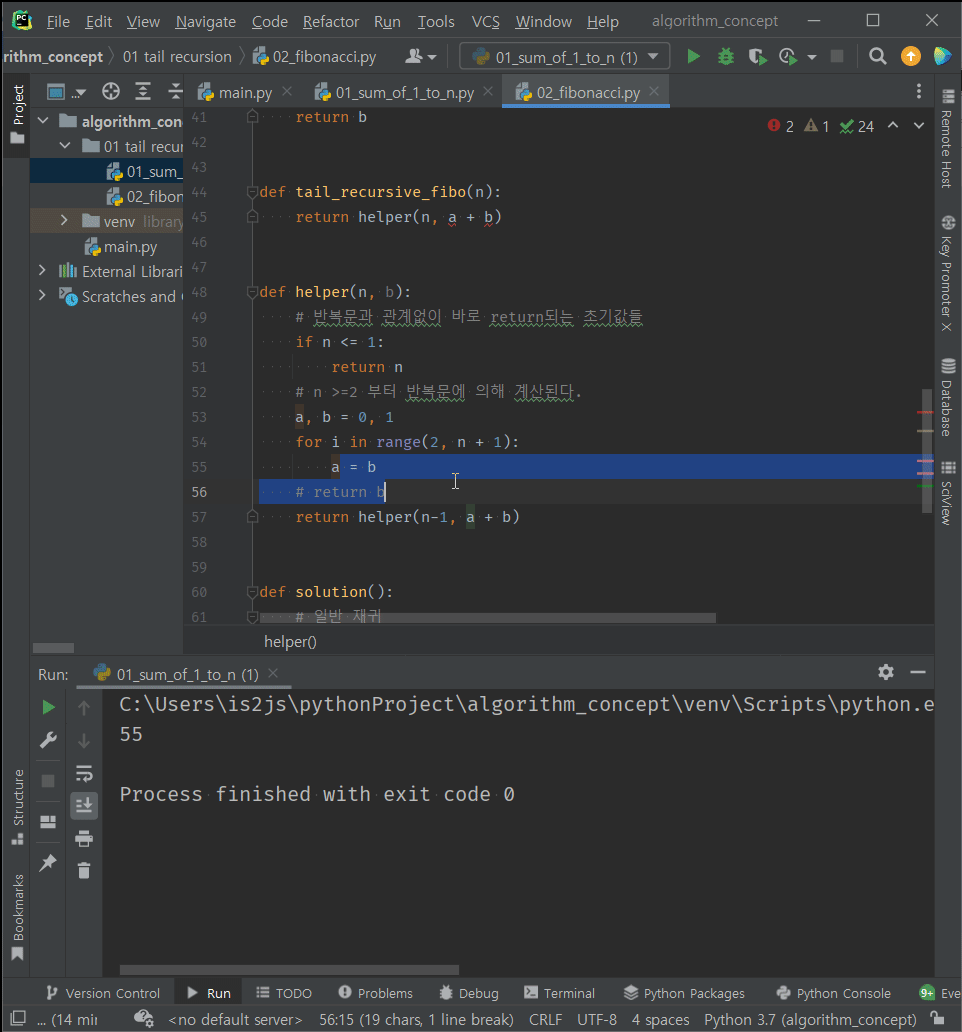 PC File Edit View Navigate Code Refactor Run Tools VCS Window Help algorithm_concept
rithm_concept 01 tail recursion 02_fibonacci.py 01_sum_of_1_to_n (1)
Project
main.py 01_sum_of_1_to_n.py 02_fibonacci.py
algorithm_con
01 tail recur
01_sum_
02_fibon
venv library
main.py
External Librari
Scratches and
2 1 24
41 return b
42
43
44 def tail_recursive_fibo(n):
45 return helper(n, a + b)
46
47
48 def helper(n, b):
49 # 반복문과 관계없이 바로 return되는 초기값들
50 if n <= 1:
51 return n
52 # n >=2 부터 반복문에 의해 계산된다.
53 a, b = 0, 1
54 for i in range(2, n + 1):
55 a = b
56 # return b
57 return helper(n-1, a + b)
58
59
60 def solution():
61 # 일반 재귀
helper()
Remote Host
Key Promoter X
Database
SciView
Run: 01_sum_of_1_to_n (1)
C:\Users\is2js\pythonProject\algorithm_concept\venv\Scripts\python.e
55
Process finished with exit code 0
Structure
Bookmarks
Version Control Run TODO Problems Debug Terminal Python Packages Python Console 9+ Eve
... (14 min <no default server> 56:15 (19 chars, 1 line break) CRLF UTF-8 4 spaces Python 3.7 (algorithm_concept)